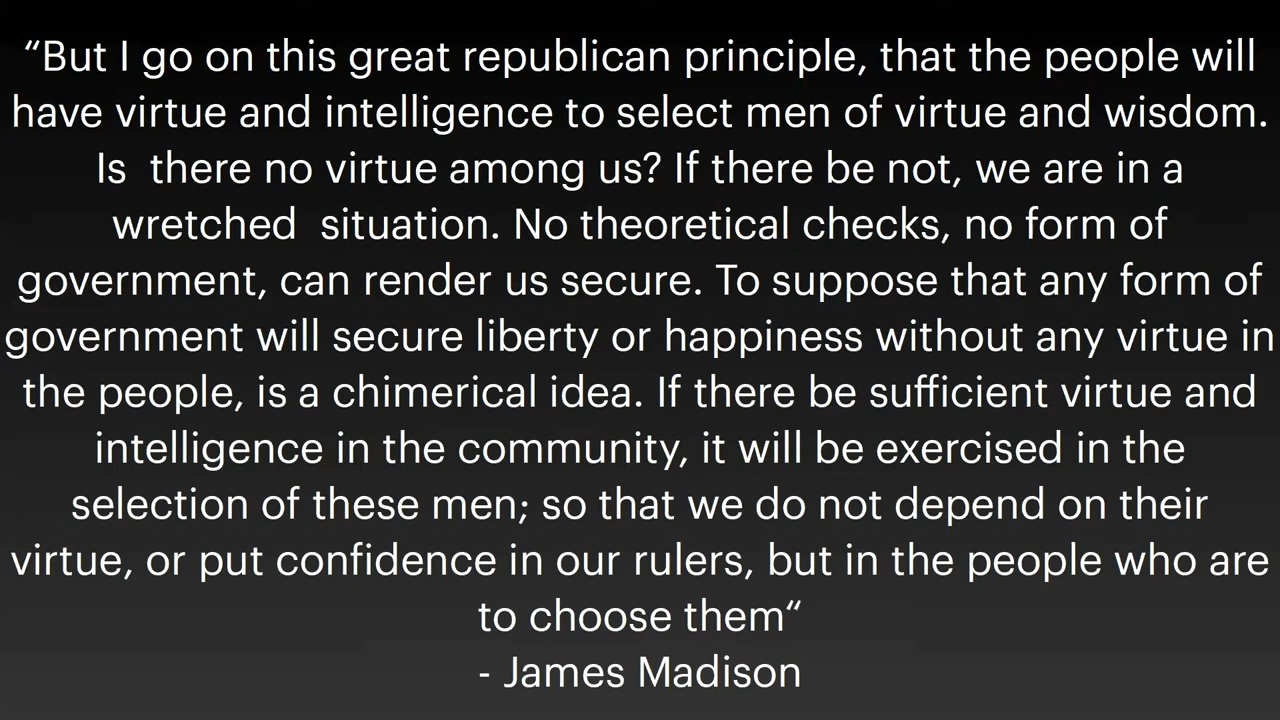 “But I go on this great republican principle, that the people will
have virtue and intelligence to select men of virtue and wisdom.
Is  there no virtue among us? If there be not, we are in a
wretched  situation. No theoretical checks, no form of
government, can render us secure. To suppose that any form of
government will secure liberty or happiness without any virtue in
the people, is a chimerical idea. If there be sufficient virtue and
intelligence in the community, it will be exercised in the
selection of these men; so that we do not depend on their
virtue, or put confidence in our rulers, but in the people who are
to choose them“
- James Madison